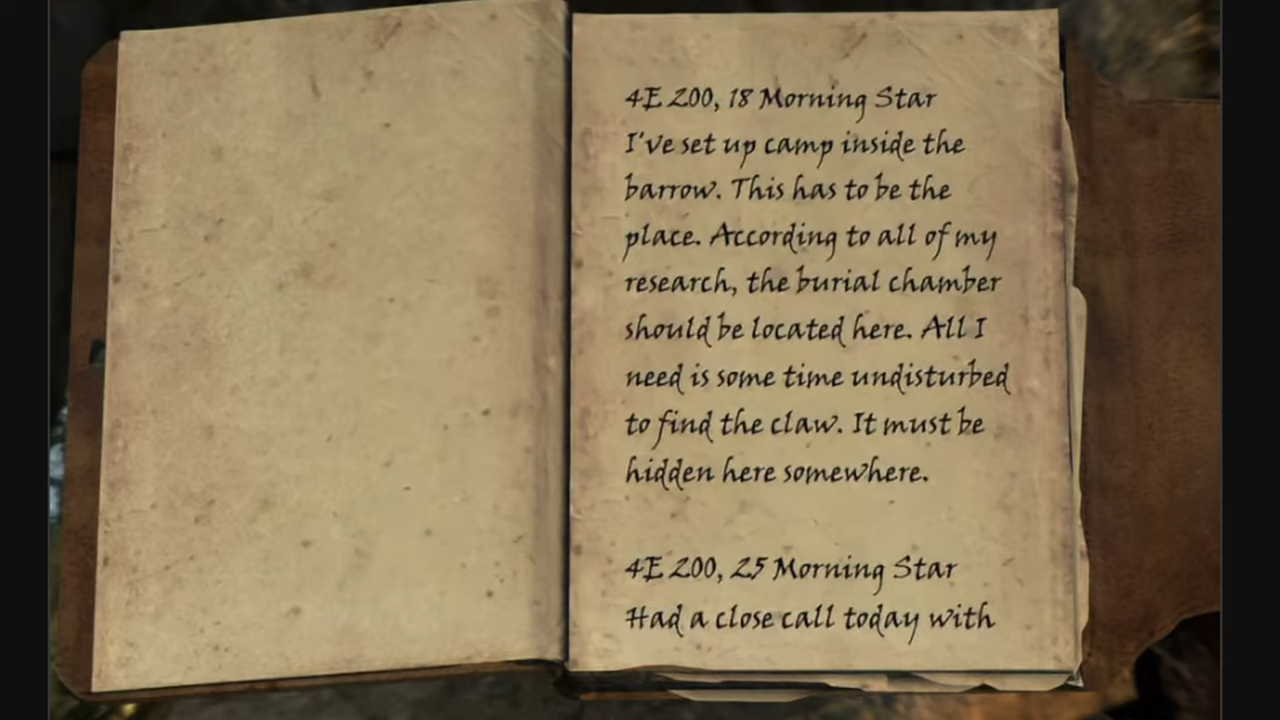 4E 200, 18 Morning Star
I've set up camp inside the
barrow. This has to be the
place. According to all of my
research, the burial chamber
should be located here. All I
need is some time undisturbed
to find the claw. It must be
hidden here somewhere.
4E 200, 25 Morning Star
Had a close call today with